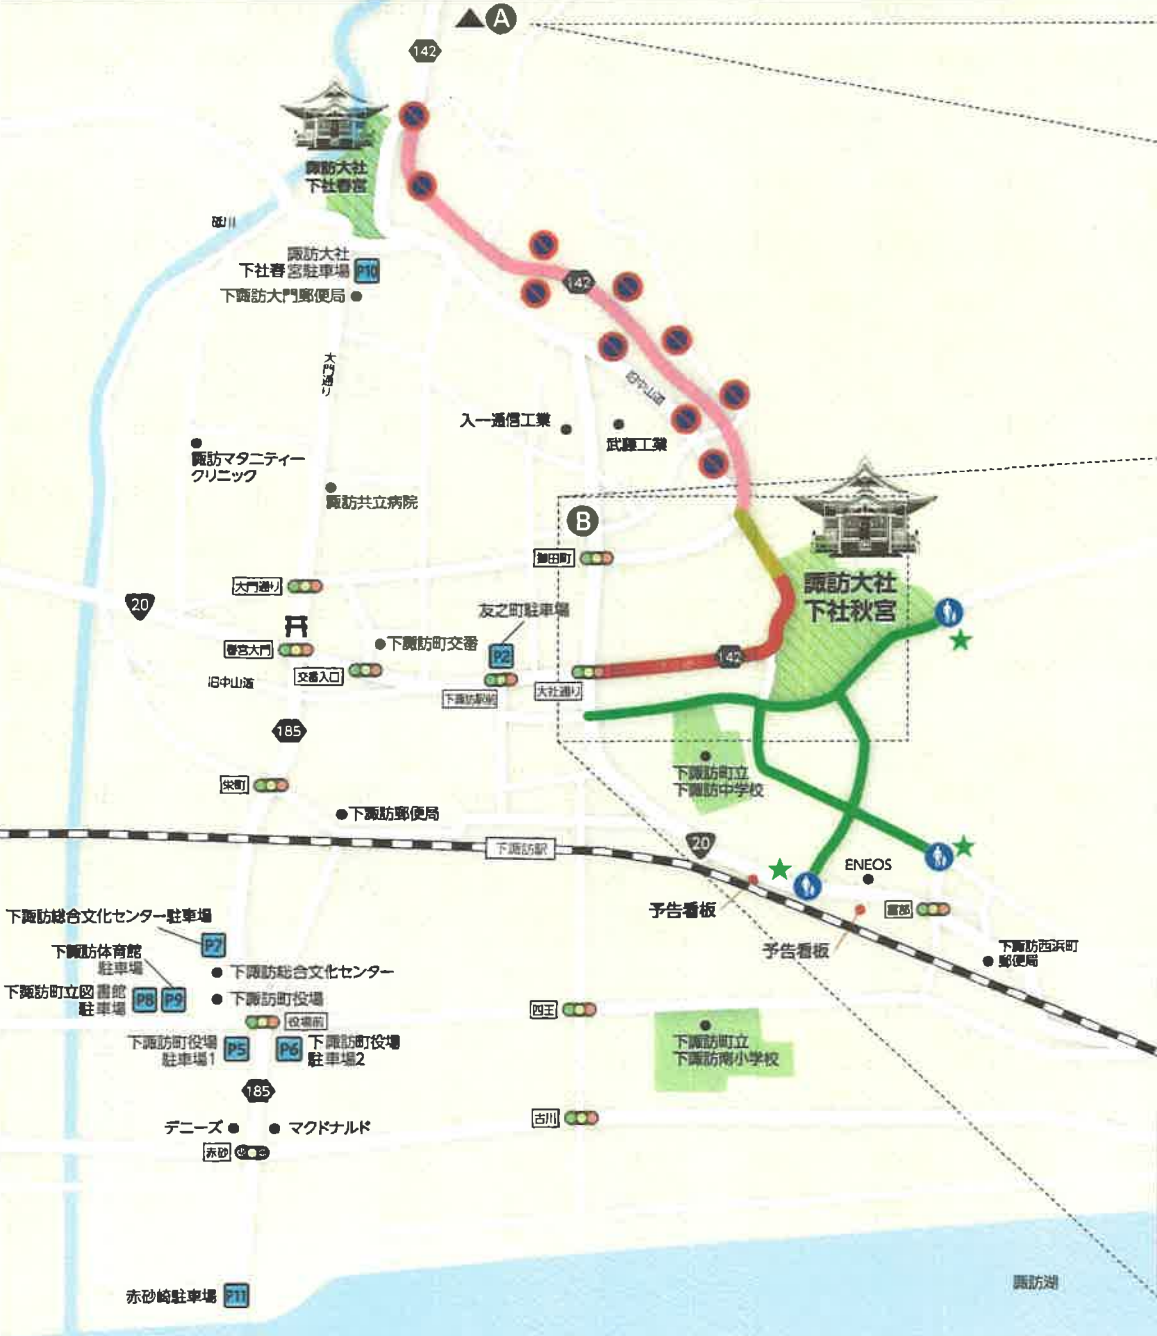 A
142
諏訪大社
下社春宮
砥川
諏訪大社
下社春宮駐車場
P10
下諏訪大門郵便局
142
大門通り
旧中山道
入一通信工業
武藤工業
諏訪マタニティー
クリニック
諏訪共立病院
B
御田町
諏訪大社
下社秋宮
大門通り
20
友之町駐車場
P2
春宮大門
下諏訪町交番
交番入口
旧中山道
下諏訪駅前
大社通り
142
185
下諏訪町立
下諏訪中学校
栄町
下諏訪郵便局
下諏訪駅
20
ENEOS
予告看板
予告看板
富部
下諏訪西浜町
郵便局
下諏訪総合文化センター駐車場
P7
下諏訪体育館
駐車場
下諏訪総合文化センター
下諏訪町立図書館
駐車場
P8
P9
下諏訪町役場
役場前
四王
下諏訪町役場
駐車場1
P5
P6
下諏訪町役場
駐車場2
下諏訪町立
下諏訪南小学校
185
デニーズ
マクドナルド
古川
赤砂
赤砂崎駐車場
P11
諏訪湖